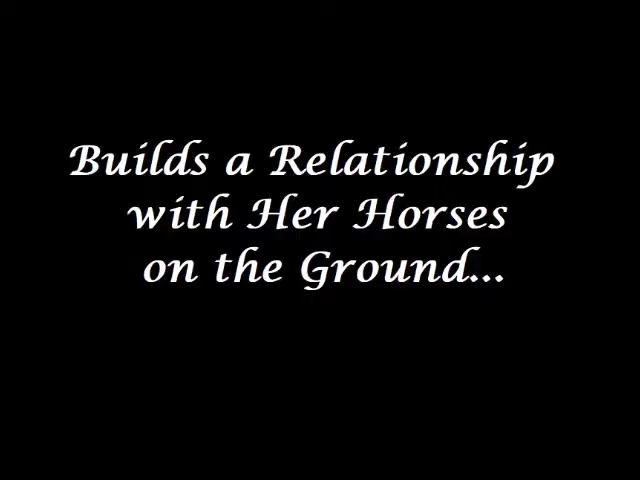 Builds a Relationship
with Her Horses
on the Ground...